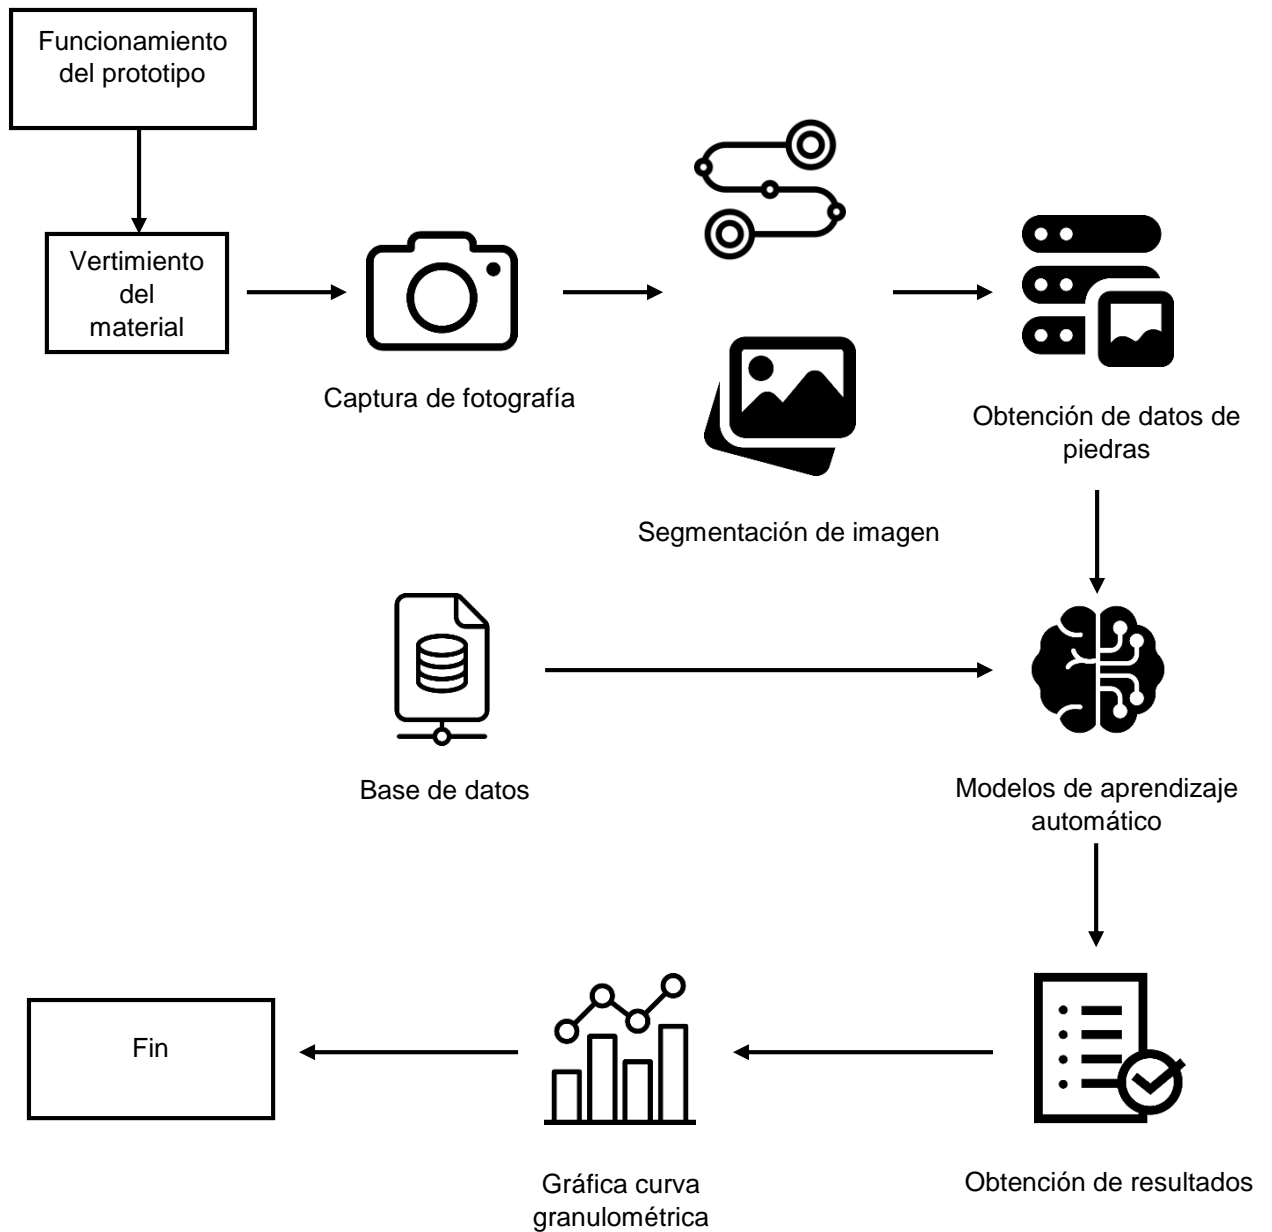 Funcionamiento
del prototipo
Vertimiento
del
material
Captura de fotografía
Segmentación de imagen
Obtención de datos de
piedras
Base de datos
Modelos de aprendizaje
automático
Obtención de resultados
Gráfica curva
granulométrica
Fin